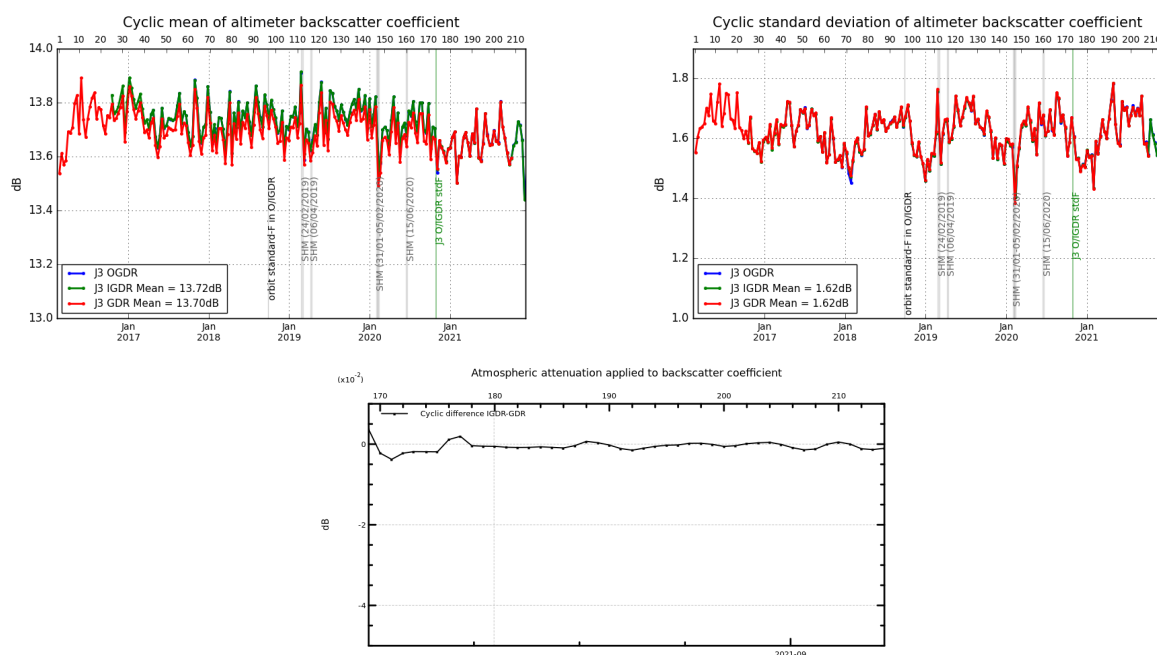 Cyclic mean of altimeter backscatter coefficient
1 10 20 30 40 50 60 70 80 90 100 110 120 130 140 150 160 170 180 190 200 210
14.0
13.8
13.6
13.4
13.2
13.0
dB
orbit standard-F in O/IGDR
SHM (24/02/2019)
SHM (06/04/2019)
SHM (31/01-05/02/2020)
SHM (15/06/2020)
J3 O/IGDR stdF
J3 OGDR
J3 IGDR Mean = 13.72dB
J3 GDR Mean = 13.70dB
Jan Jan Jan Jan Jan
2017 2018 2019 2020 2021
Cyclic standard deviation of altimeter backscatter coefficient
1 10 20 30 40 50 60 70 80 90 100 110 120 130 140 150 160 170 180 190 200 210
1.8
1.6
1.4
1.2
1.0
dB
orbit standard-F in O/IGDR
SHM (24/02/2019)
SHM (06/04/2019)
SHM (31/01-05/02/2020)
SHM (15/06/2020)
J3 O/IGDR stdF
J3 OGDR
J3 IGDR Mean = 1.62dB
J3 GDR Mean = 1.62dB
Jan Jan Jan Jan Jan
2017 2018 2019 2020 2021
Atmospheric attenuation applied to backscatter coefficient
(x10⁻²)
170 180 190 200 210
Cyclic difference IGDR-GDR
0
-2
-4
dB
2021-09